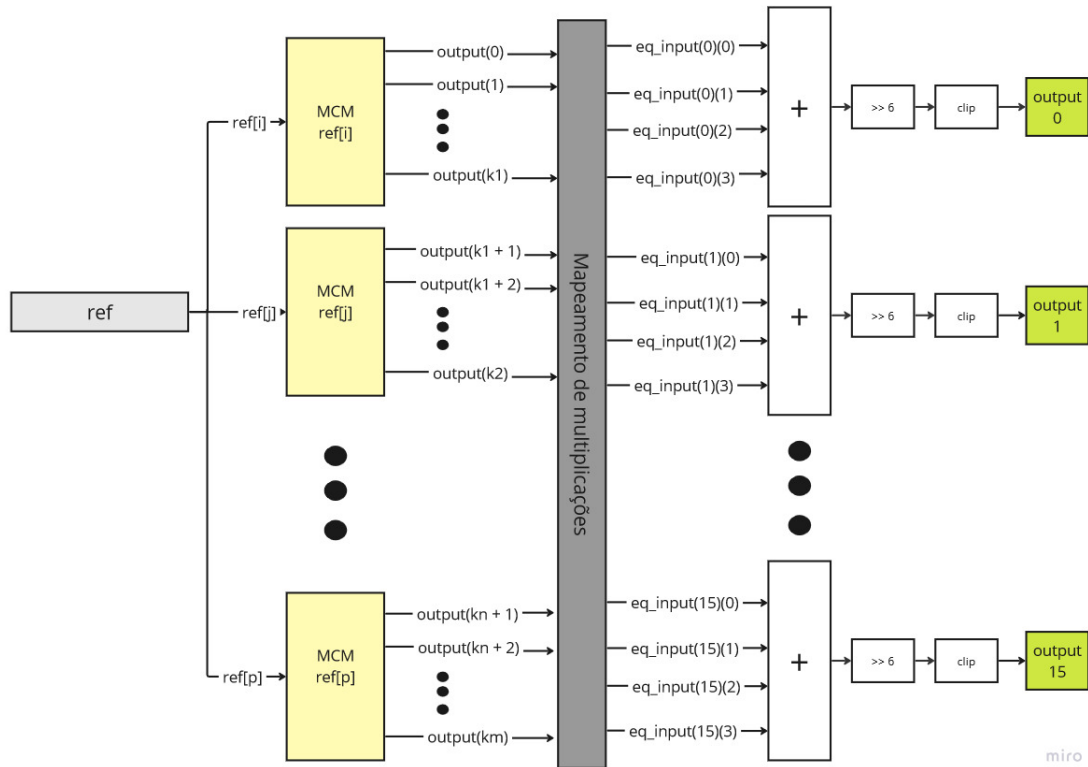 ref
ref[i]
MCM
ref[i]
output(0)
output(1)
output(k1)
ref[j]
MCM
ref[j]
output(k1 + 1)
output(k1 + 2)
output(k2)
ref[p]
MCM
ref[p]
output(kn + 1)
output(kn + 2)
output(km)
Mapeamento de multiplicações
eq_input(0)(0)
eq_input(0)(1)
eq_input(0)(2)
eq_input(0)(3)
+
>> 6
clip
output
0
eq_input(1)(0)
eq_input(1)(1)
eq_input(1)(2)
eq_input(1)(3)
+
>> 6
clip
output
1
eq_input(15)(0)
eq_input(15)(1)
eq_input(15)(2)
eq_input(15)(3)
+
>> 6
clip
output
15
miro